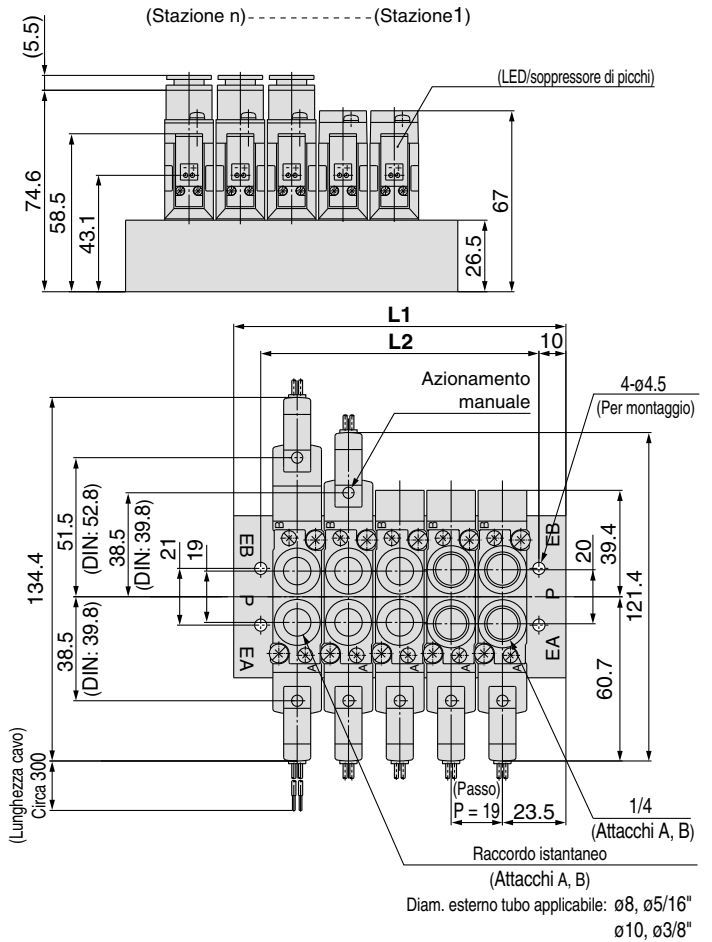 (Stazione n)
(Stazione1)
(5.5)
(LED/soppressore di picchi)
74.6
58.5
43.1
67
26.5
L1
L2
10
Azionamento
manuale
4-ø4.5
(Per montaggio)
134.4
51.5
(DIN: 52.8)
38.5
(DIN: 39.8)
21
19
B
B
B
B
B
EB
P
EA
EB
P
EA
20
39.4
121.4
60.7
38.5
(DIN: 39.8)
A
A
A
A
A
(Lunghezza cavo)
Circa 300
(Passo)
P = 19
23.5
1/4
(Attacchi A, B)
Raccordo istantaneo
(Attacchi A, B)
Diam. esterno tubo applicabile: ø8, ø5/16"
ø10, ø3/8"